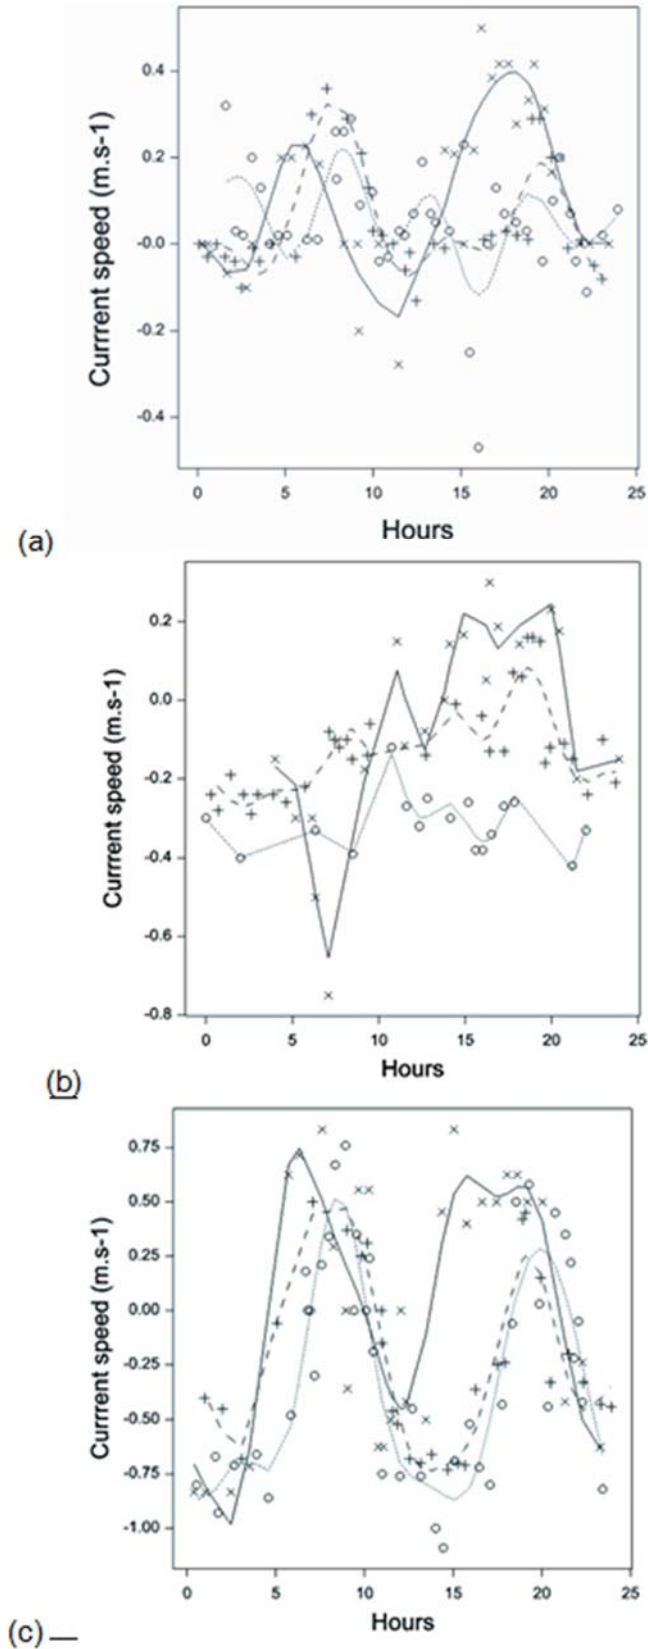 0.4
0.2
-0.0
-0.2
-0.4
Currrent speed (m.s-1)
0 5 10 15 20 25
Hours
(a)
0.2
0.0
-0.2
-0.4
-0.6
-0.8
Currrent speed (m.s-1)
0 5 10 15 20 25
Hours
(b)
0.75
0.50
0.25
0.00
-0.25
-0.50
-0.75
-1.00
Currrent speed (m.s-1)
0 5 10 15 20 25
Hours
(c)